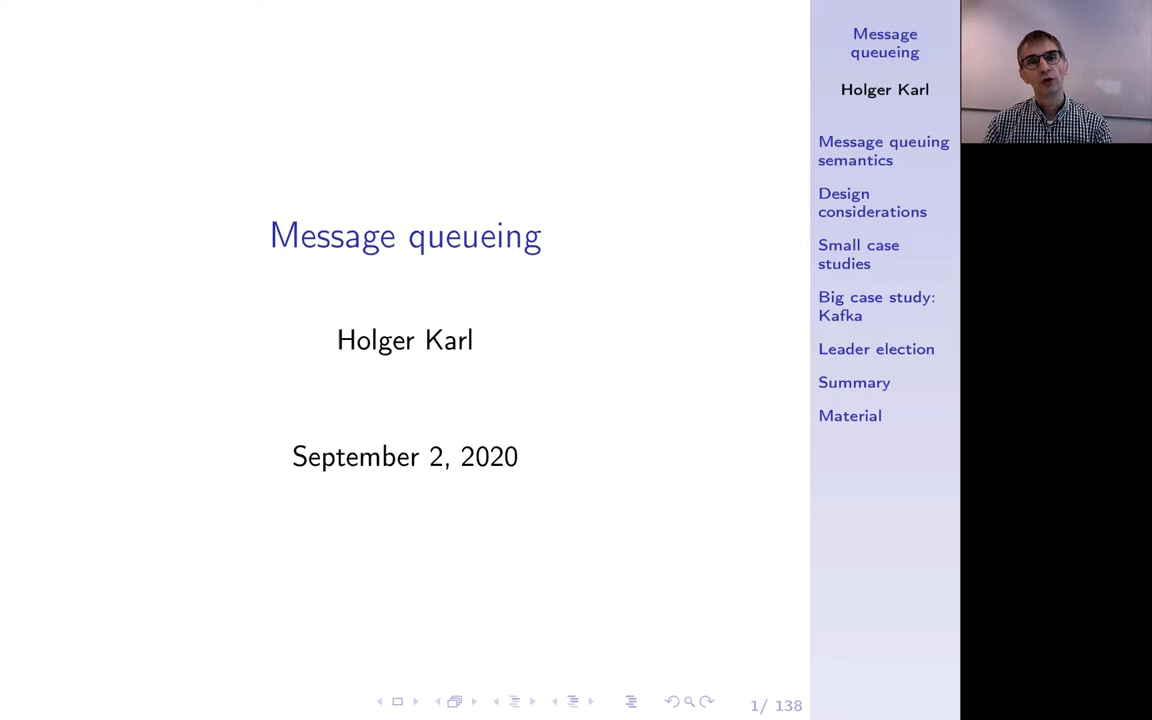 Message queueing
Holger Karl
September 2, 2020
1/ 138
Message
queueing
Holger Karl
Message queuing
semantics
Design
considerations
Small case
studies
Big case study:
Kafka
Leader election
Summary
Material